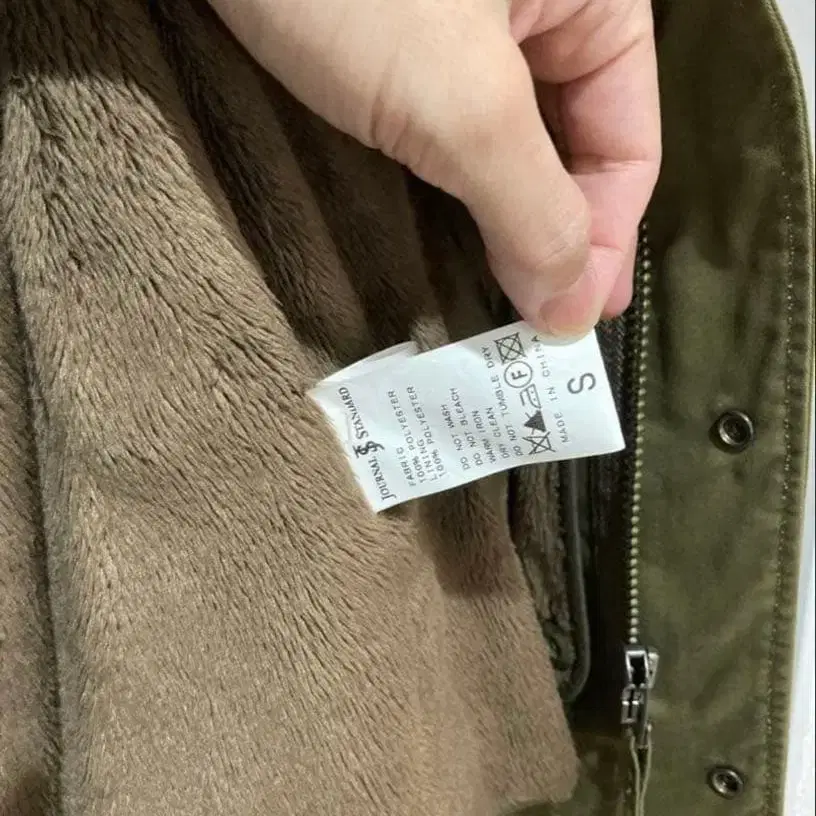 JOURNAL STANDARD
FABRIC
100% POLYESTER
LINING
100% POLYESTER
DO NOT WASH
DO NOT BLEACH
DO NOT IRON
WARM CLEAN
DRY
DO NOT TUMBLE DRY
F
MADE IN CHINA
S